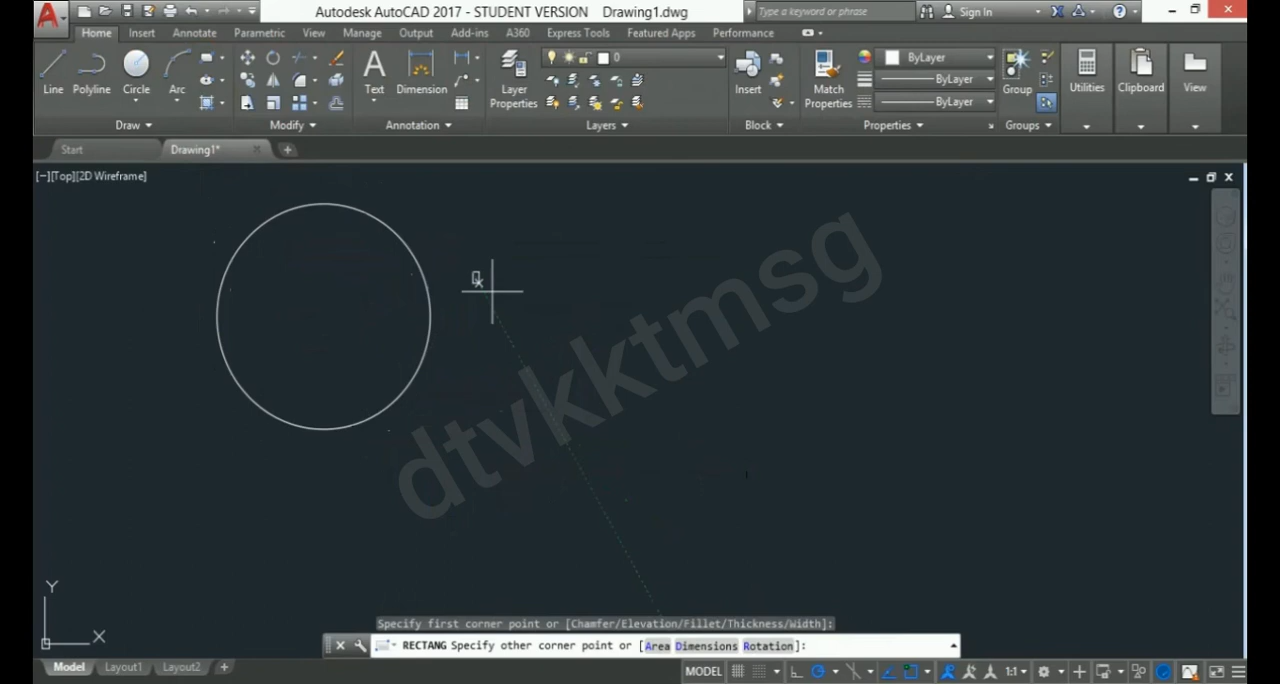 Autodesk AutoCAD 2017 - STUDENT VERSION Drawing1.dwg
Type a keyword or phrase
Sign In
Home Insert Annotate Parametric View Manage Output Add-ins A360 Express Tools Featured Apps Performance
Line Polyline Circle Arc
Text Dimension
Layer Properties
0
Insert
Match Properties
ByLayer
ByLayer
ByLayer
Group
Utilities
Clipboard
View
Draw Modify Annotation Layers Block Properties Groups
Start Drawing1*
[−][Top][2D Wireframe]
dtvkktmsg
Y
X
Specify first corner point or [Chamfer/Elevation/Fillet/Thickness/Width]:
RECTANG Specify other corner point or [Area Dimensions Rotation]:
Model Layout1 Layout2
MODEL
1:1